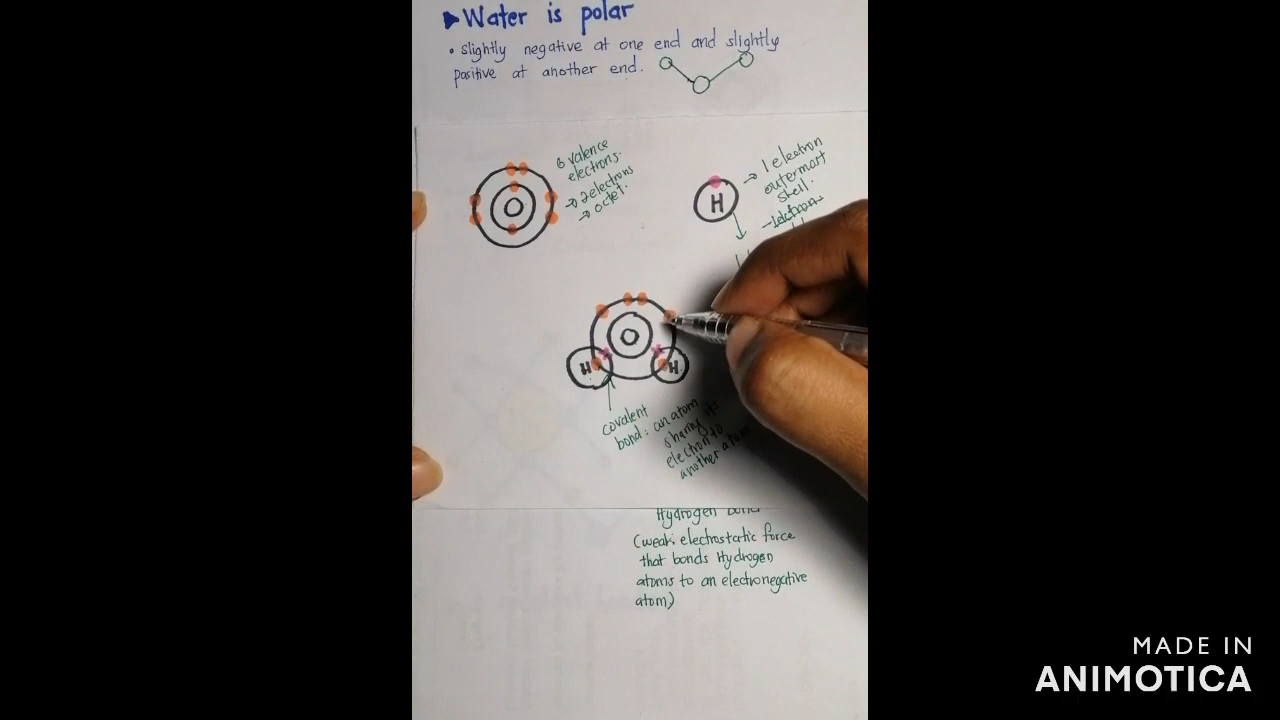 ▶Water is polar
• slightly negative at one end and slightly
positive at another end.
6 valence
electrons.
→ 2 electrons
→ octet.
O
H
→ 1 electron
outermost
shell.
O
H
H
covalent
bond: an atom
sharing its
electron to
another atom
Hydrogen bond
(weak electrostatic force
that bonds Hydrogen
atoms to an electronegative
atom)
MADE IN
ANIMOTICA